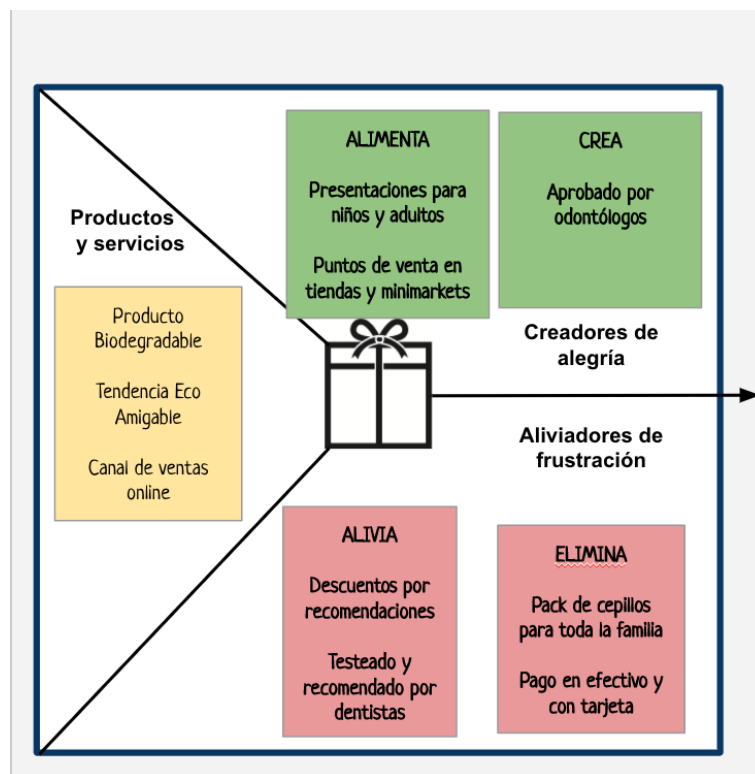 Productos
y servicios
Producto
Biodegradable
Tendencia Eco
Amigable
Canal de ventas
online
ALIMENTA
Presentaciones para
niños y adultos
Puntos de venta en
tiendas y minimarkets
CREA
Aprobado por
odontólogos
Creadores de
alegría
Aliviadores de
frustración
ALIVIA
Descuentos por
recomendaciones
Testeado y
recomendado por
dentistas
ELIMINA
Pack de cepillos
para toda la familia
Pago en efectivo y
con tarjeta